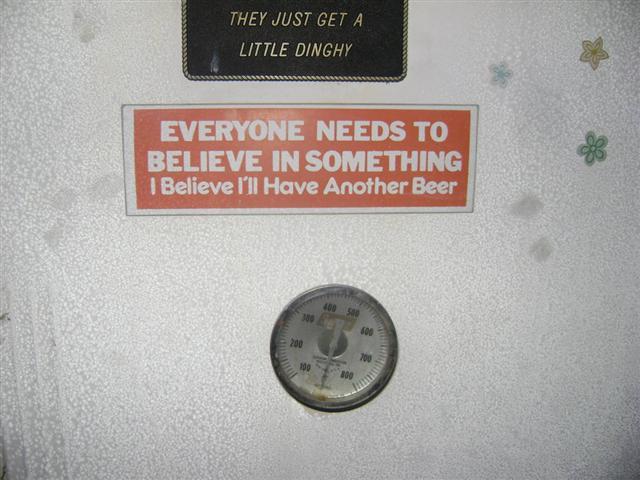 THEY JUST GET A
LITTLE DINGHY
EVERYONE NEEDS TO
BELIEVE IN SOMETHING
I Believe I'll Have Another Beer
400 500
300 600
200 700
100 800